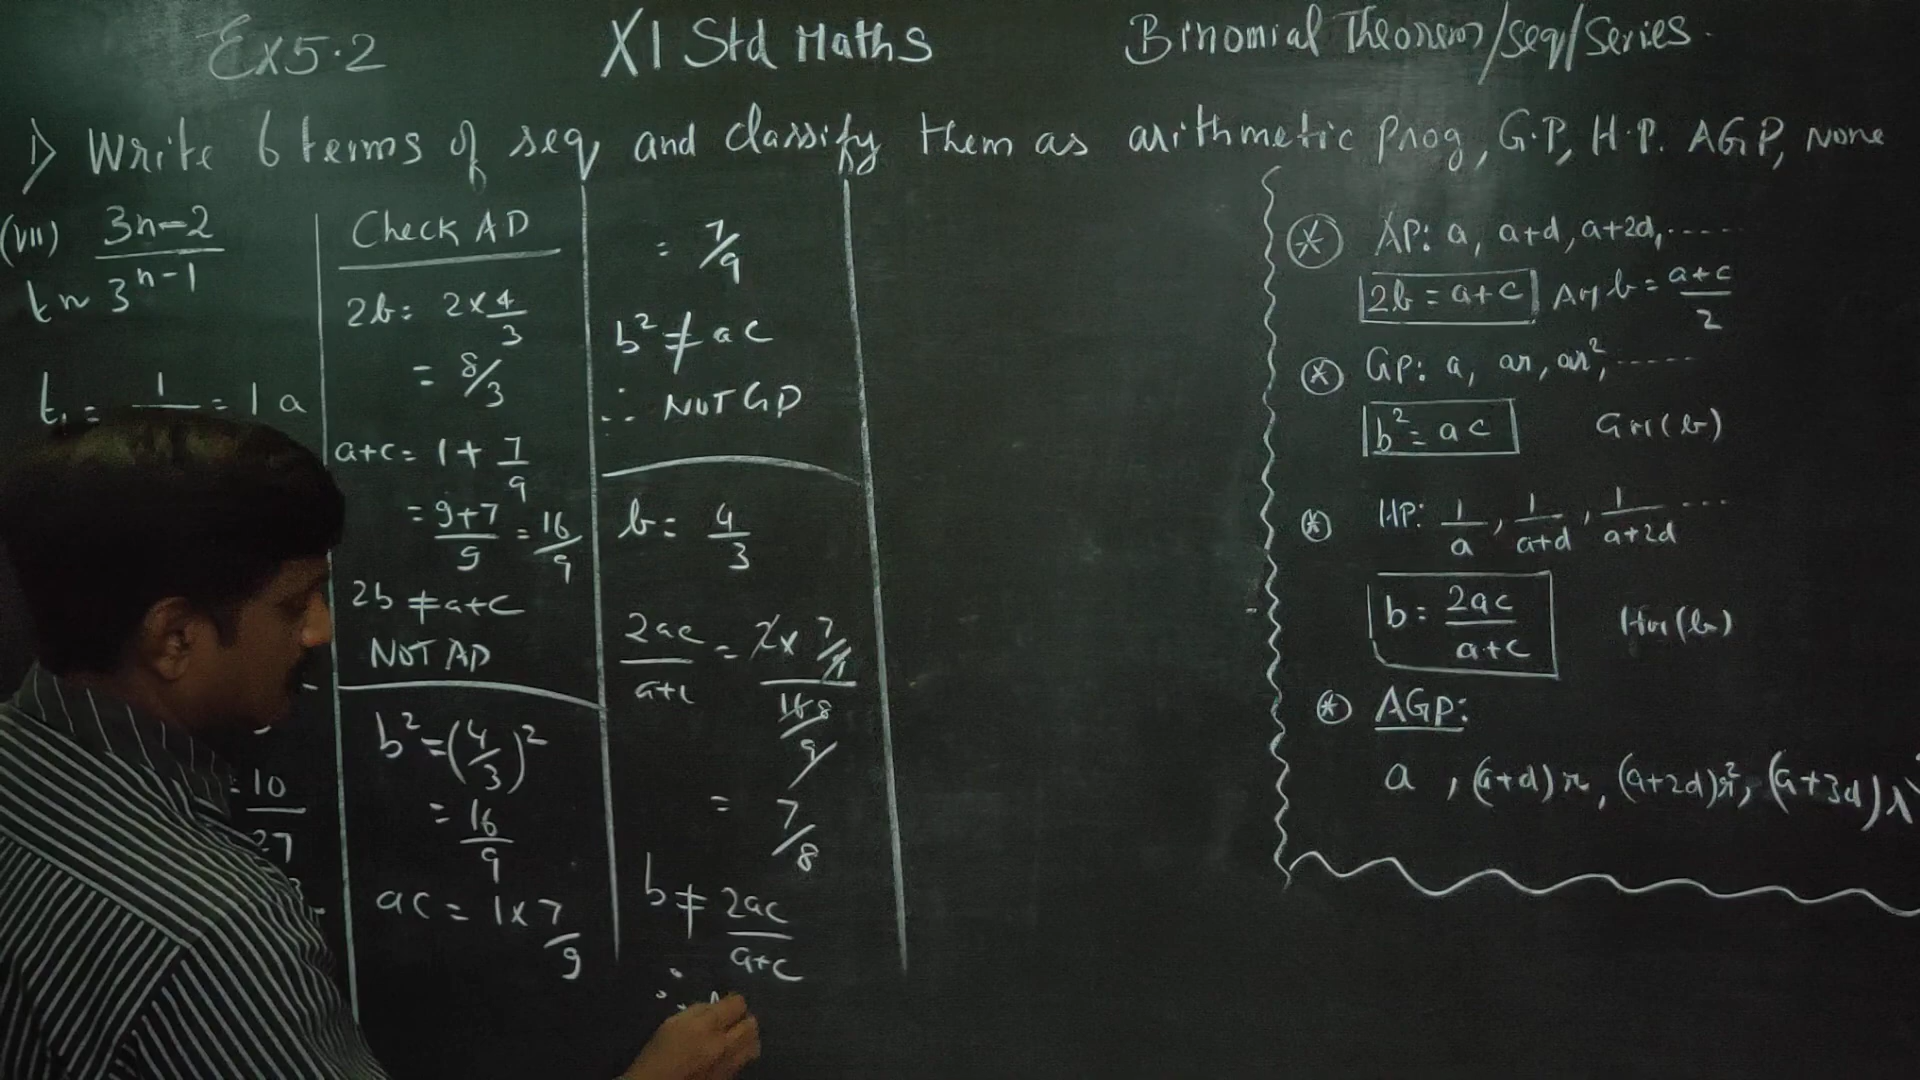 Ex 5.2 XI Std Maths Binomial Theorem/seq/Series.
1) Write 6 terms of seq and classify them as arithmetic prog, G.P, H.P. AGP, None
(VII) 3n-2
tn 3^n-1
t1 = 1 = 1 a
= 10/27
Check AP
2b = 2 × 4/3
= 8/3
a+c = 1 + 7/9
= 9+7/9 = 16/9
2b ≠ a+c
NOT AP
b² = (4/3)²
= 16/9
ac = 1 × 7/9
= 7/9
b² ≠ ac
∴ NOT GP
b = 4/3
2ac/a+c = 2 × 7/9 / 16 8/9
= 7/8
b ≠ 2ac/a+c
∴
* AP: a, a+d, a+2d, ......
2b = a+c AM b = a+c/2
* GP: a, ar, ar², ......
b² = ac GM (b)
* HP: 1/a, 1/a+d, 1/a+2d ...
b = 2ac/a+c HM (b)
* AGP:
a, (a+d)r, (a+2d)r², (a+3d)r